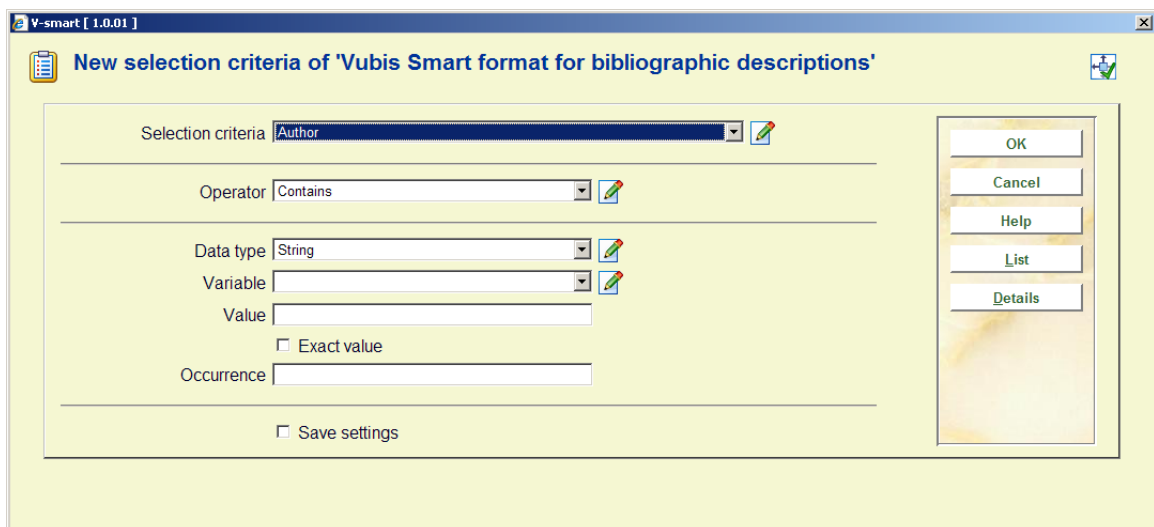 V-smart [ 1.0.01 ]
New selection criteria of 'Vubis Smart format for bibliographic descriptions'
Selection criteria Author
Operator Contains
Data type String
Variable
Value
Exact value
Occurrence
Save settings
OK
Cancel
Help
List
Details